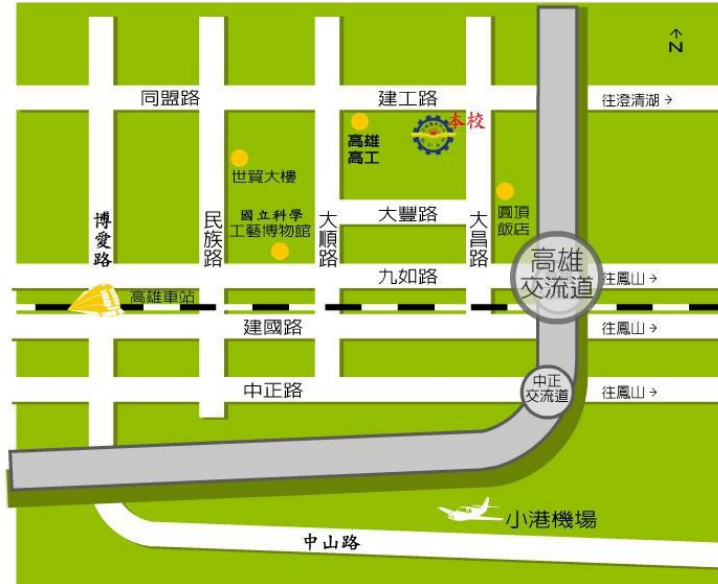 N
同盟路
建工路
往澄清湖
本校
高雄
高工
世貿大樓
國立科學
工藝博物館
博愛路
民族路
大順路
大豐路
大昌路
圓頂
飯店
高雄
交流道
九如路
往鳳山
高雄車站
建國路
往鳳山
中正路
中正
交流道
往鳳山
小港機場
中山路